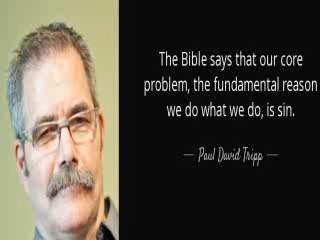 The Bible says that our core
problem, the fundamental reason
we do what we do, is sin.
— Paul David Tripp —